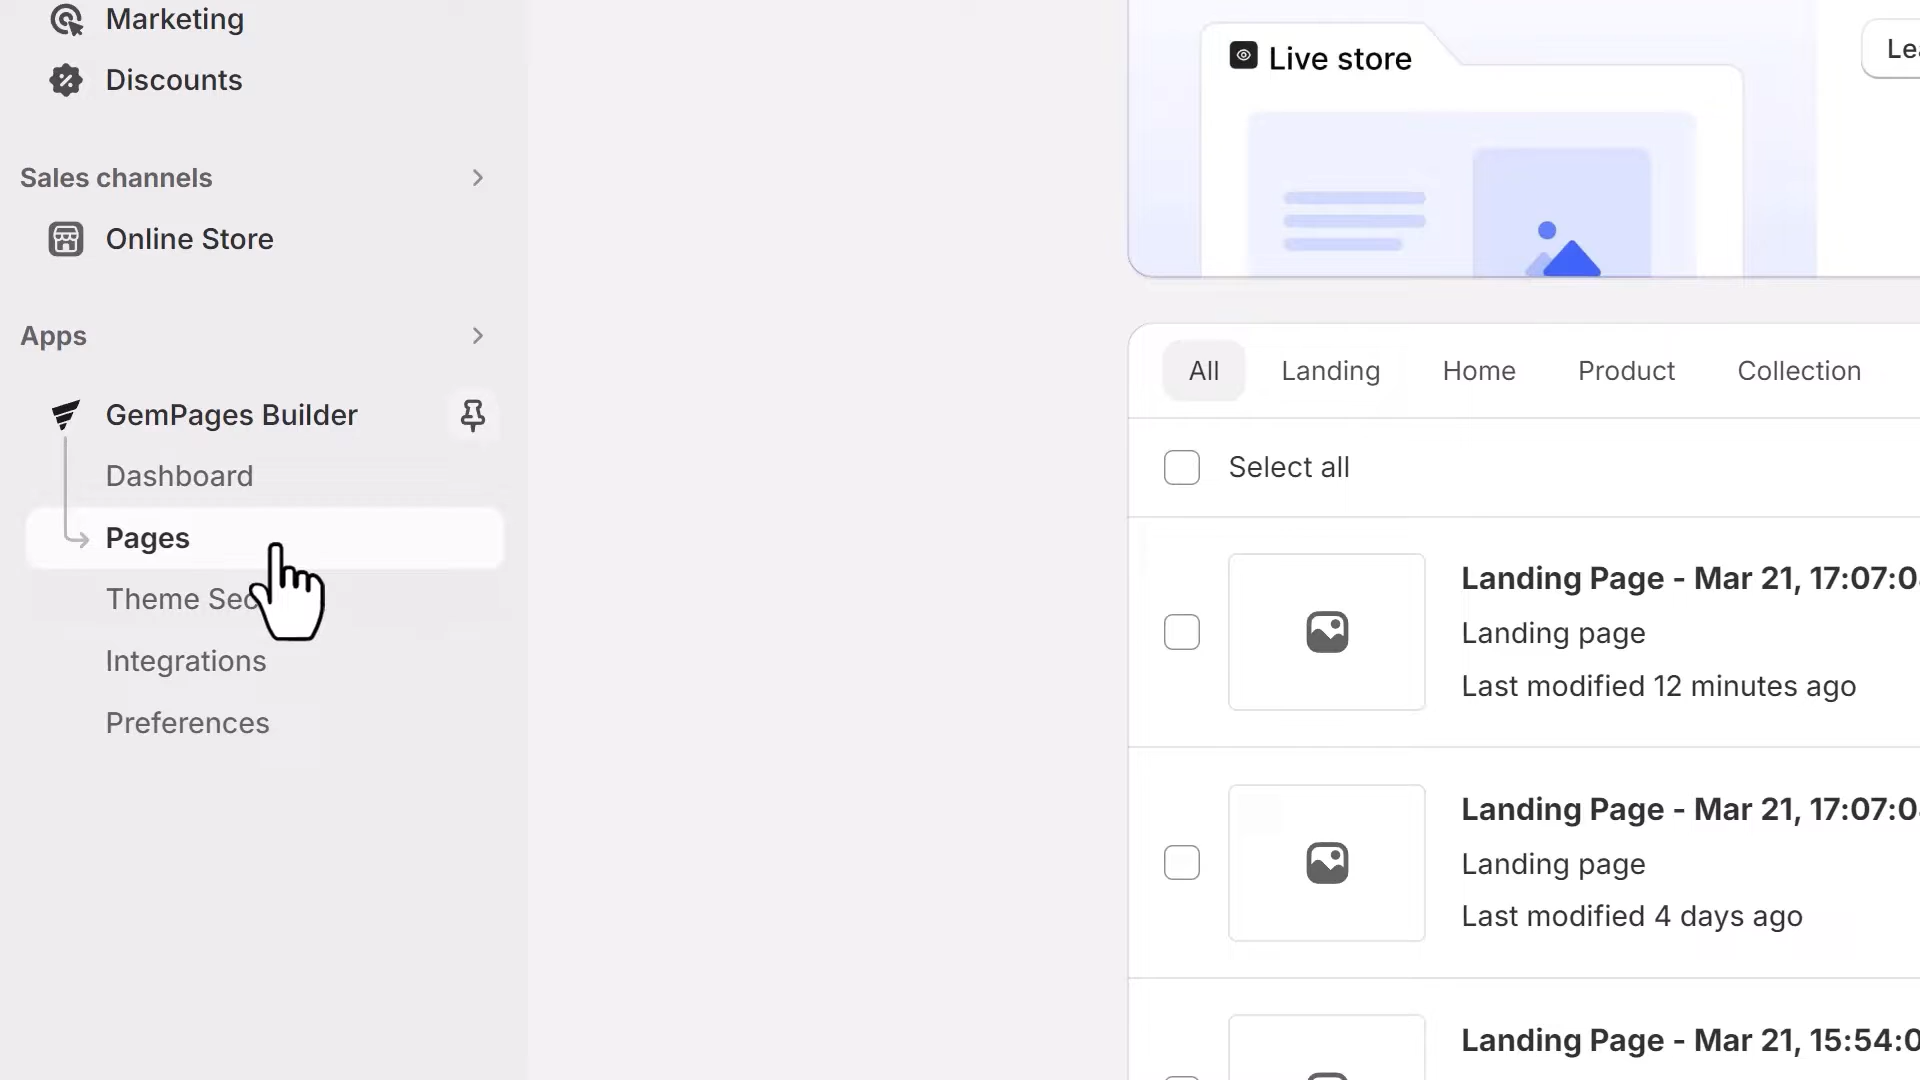 Marketing
Discounts
Sales channels
Online Store
Apps
GemPages Builder
Dashboard
Pages
Theme
Integrations
Preferences
Live store
All
Landing
Home
Product
Collection
Select all
Landing Page - Mar 21, 17:07:0
Landing page
Last modified 12 minutes ago
Landing Page - Mar 21, 17:07:0
Landing page
Last modified 4 days ago
Landing Page - Mar 21, 15:54:0